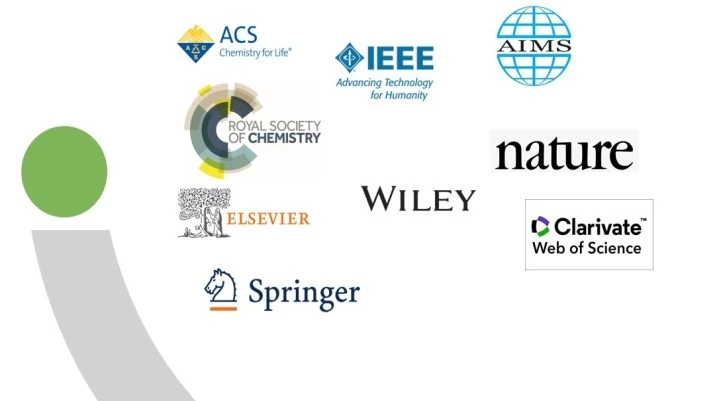 ACS
Chemistry for Life®
IEEE
Advancing Technology
for Humanity
AIMS
ROYAL SOCIETY
OF CHEMISTRY
nature
ELSEVIER
WILEY
Clarivate™
Web of Science
Springer